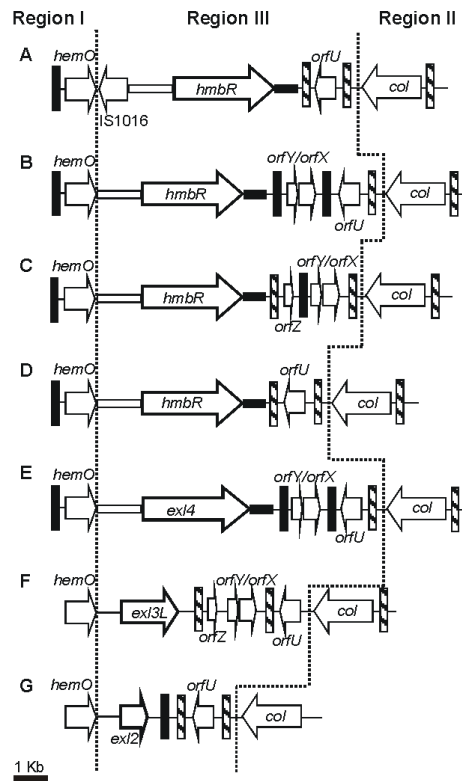 Region I Region III Region II
A
hemO orfU
hmbR col
IS1016
B
hemO orfY/orfX
hmbR col
orfU
C
hemO orfY/orfX
hmbR col
orfZ
D
hemO orfU
hmbR col
E
hemO orfY/orfX
exl4 col
orfU
F
hemO orfY/orfX
exl3L col
orfZ orfU
G
hemO orfU
exl2 col
1 Kb